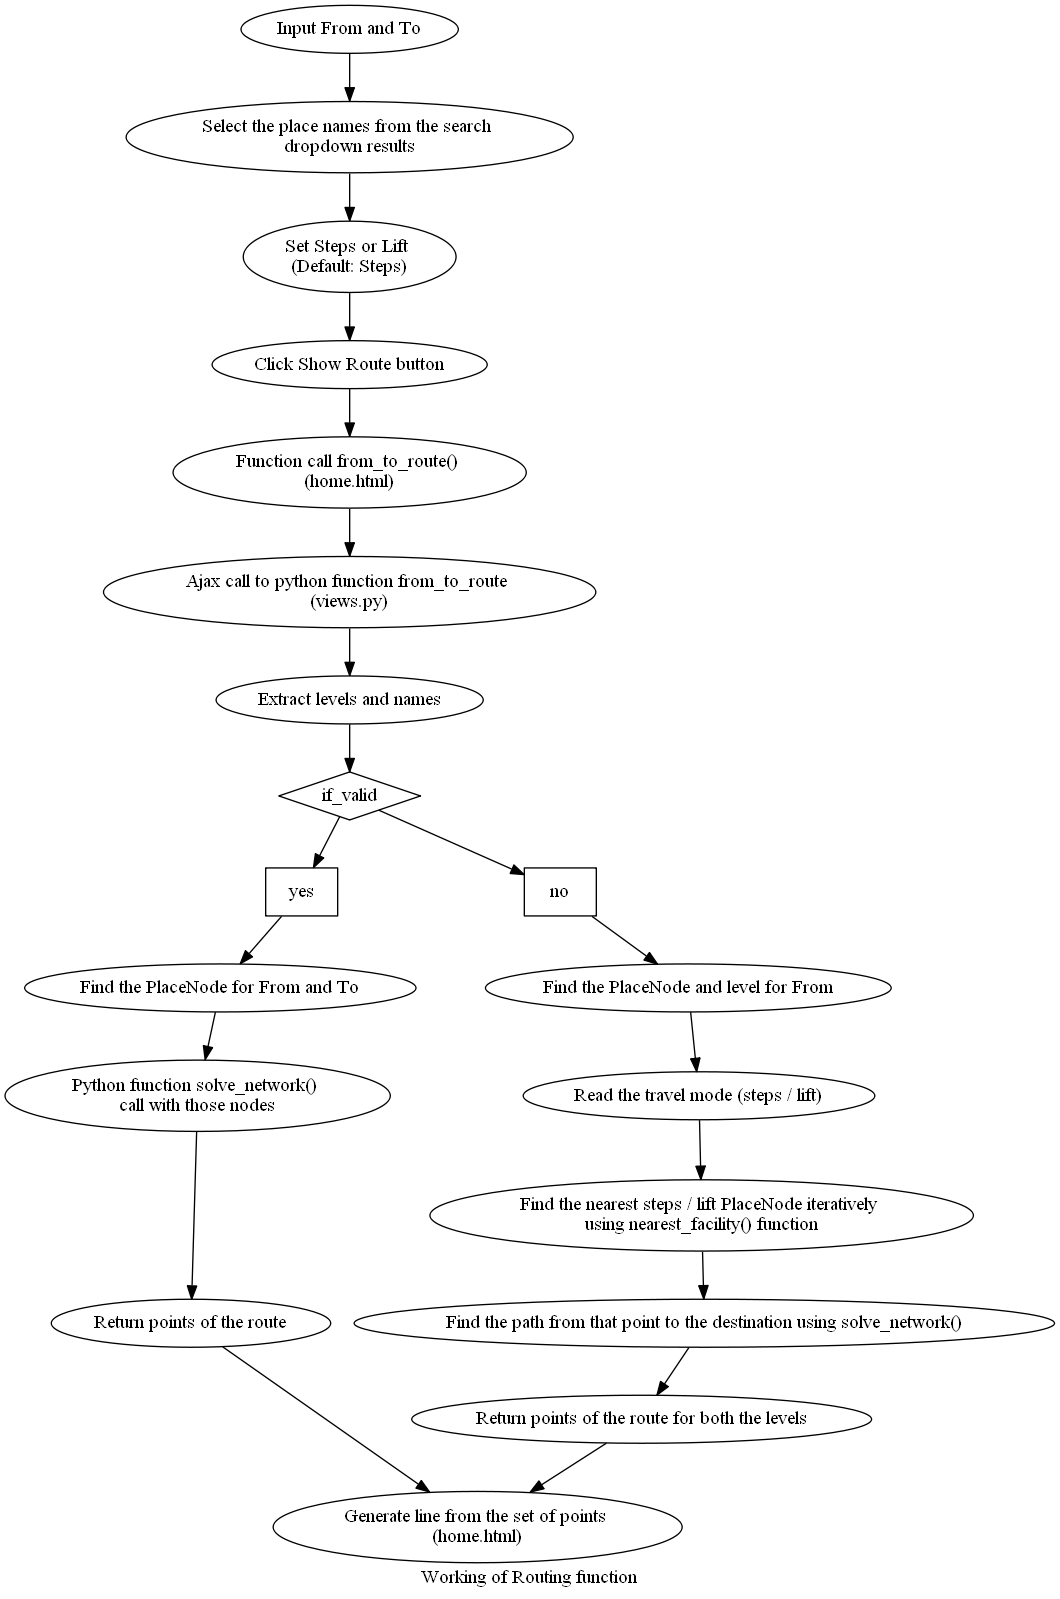 Input From and To
Select the place names from the search
dropdown results
Set Steps or Lift
(Default: Steps)
Click Show Route button
Function call from_to_route()
(home.html)
Ajax call to python function from_to_route
(views.py)
Extract levels and names
if_valid
yes
no
Find the PlaceNode for From and To
Find the PlaceNode and level for From
Python function solve_network()
call with those nodes
Read the travel mode (steps / lift)
Find the nearest steps / lift PlaceNode iteratively
using nearest_facility() function
Return points of the route
Find the path from that point to the destination using solve_network()
Return points of the route for both the levels
Generate line from the set of points
(home.html)
Working of Routing function